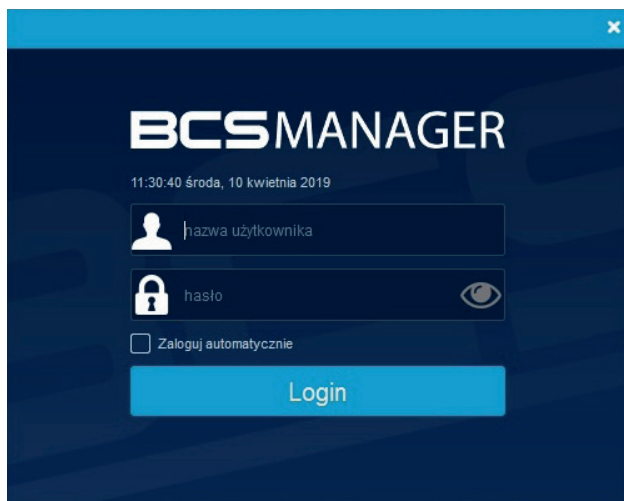 BCSMANAGER
11:30:40 środa, 10 kwietnia 2019
nazwa użytkownika
hasło
Zaloguj automatycznie
Login